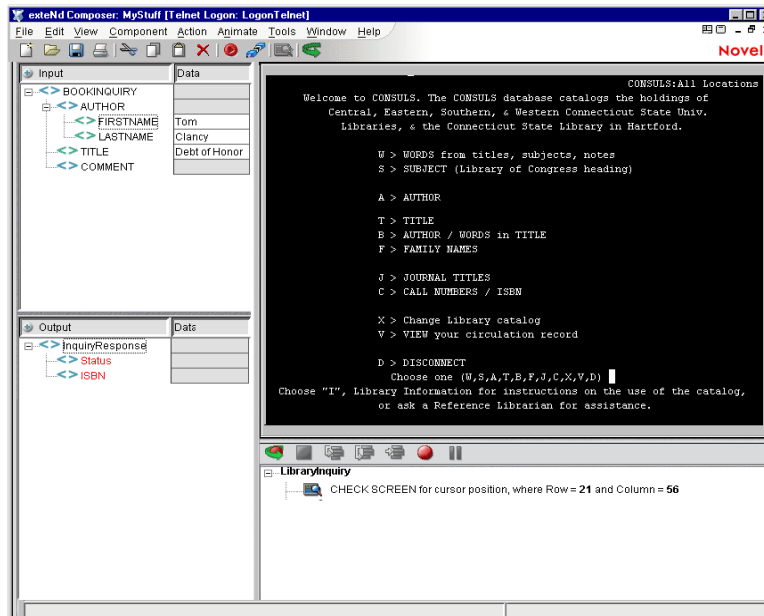 exteNd Composer: MyStuff [Telnet Logon: LogonTelnet]
File Edit View Component Action Animate Tools Window Help
Novel
Input Data
BOOKINQUIRY
AUTHOR
FIRSTNAME Tom
LASTNAME Clancy
TITLE Debt of Honor
COMMENT
CONSULS:All Locations
Welcome to CONSULS. The CONSULS database catalogs the holdings of
Central, Eastern, Southern, & Western Connecticut State Univ.
Libraries, & the Connecticut State Library in Hartford.
W > WORDS from titles, subjects, notes
S > SUBJECT (Library of Congress heading)
A > AUTHOR
T > TITLE
B > AUTHOR / WORDS in TITLE
F > FAMILY NAMES
J > JOURNAL TITLES
C > CALL NUMBERS / ISBN
X > Change Library catalog
V > VIEW your circulation record
D > DISCONNECT
Choose one (W,S,A,T,B,F,J,C,X,V,D)
Choose "I", Library Information for instructions on the use of the catalog,
or ask a Reference Librarian for assistance.
Output Data
InquiryResponse
Status
ISBN
LibraryInquiry
CHECK SCREEN for cursor position, where Row = 21 and Column = 56